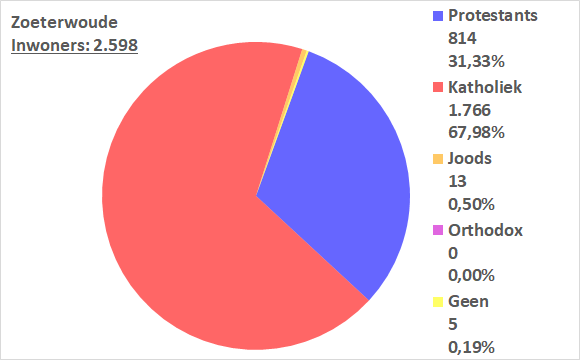 Zoeterwoude
Inwoners: 2.598
Protestants
814
31,33%
Katholiek
1.766
67,98%
Joods
13
0,50%
Orthodox
0
0,00%
Geen
5
0,19%